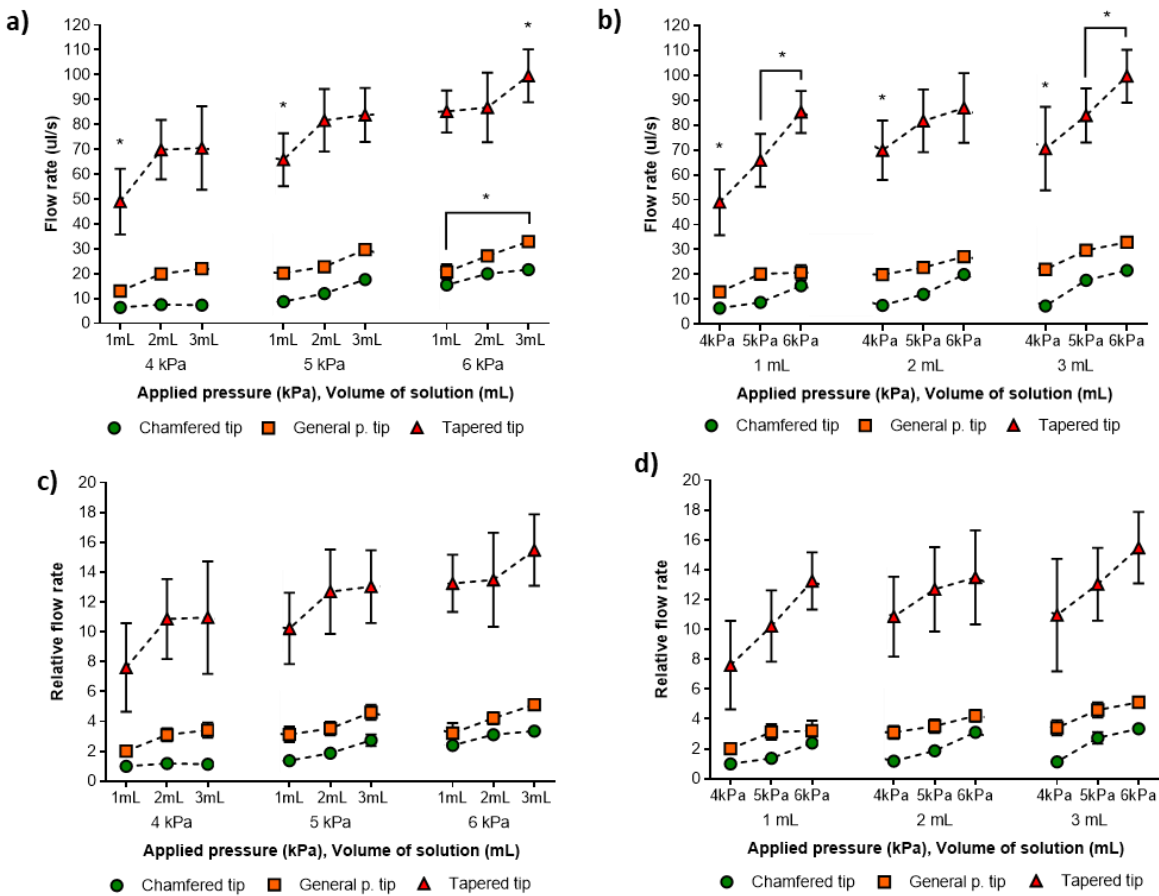 a)
120
110
100
90
80
70
60
50
40
30
20
10
0
Flow rate (ul/s)
*
*
*
*
1mL 2mL 3mL 1mL 2mL 3mL 1mL 2mL 3mL
4 kPa 5 kPa 6 kPa
Applied pressure (kPa), Volume of solution (mL)
Chamfered tip General p. tip Tapered tip
b)
120
110
100
90
80
70
60
50
40
30
20
10
0
Flow rate (ul/s)
*
*
*
*
*
4kPa 5kPa 6kPa 4kPa 5kPa 6kPa 4kPa 5kPa 6kPa
1 mL 2 mL 3 mL
Applied pressure (kPa), Volume of solution (mL)
Chamfered tip General p. tip Tapered tip
c)
20
18
16
14
12
10
8
6
4
2
0
Relative flow rate
1mL 2mL 3mL 1mL 2mL 3mL 1mL 2mL 3mL
4 kPa 5 kPa 6 kPa
Applied pressure (kPa), Volume of solution (mL)
Chamfered tip General p. tip Tapered tip
d)
20
18
16
14
12
10
8
6
4
2
0
Relative flow rate
4kPa 5kPa 6kPa 4kPa 5kPa 6kPa 4kPa 5kPa 6kPa
1 mL 2 mL 3 mL
Applied pressure (kPa), Volume of solution (mL)
Chamfered tip General p. tip Tapered tip